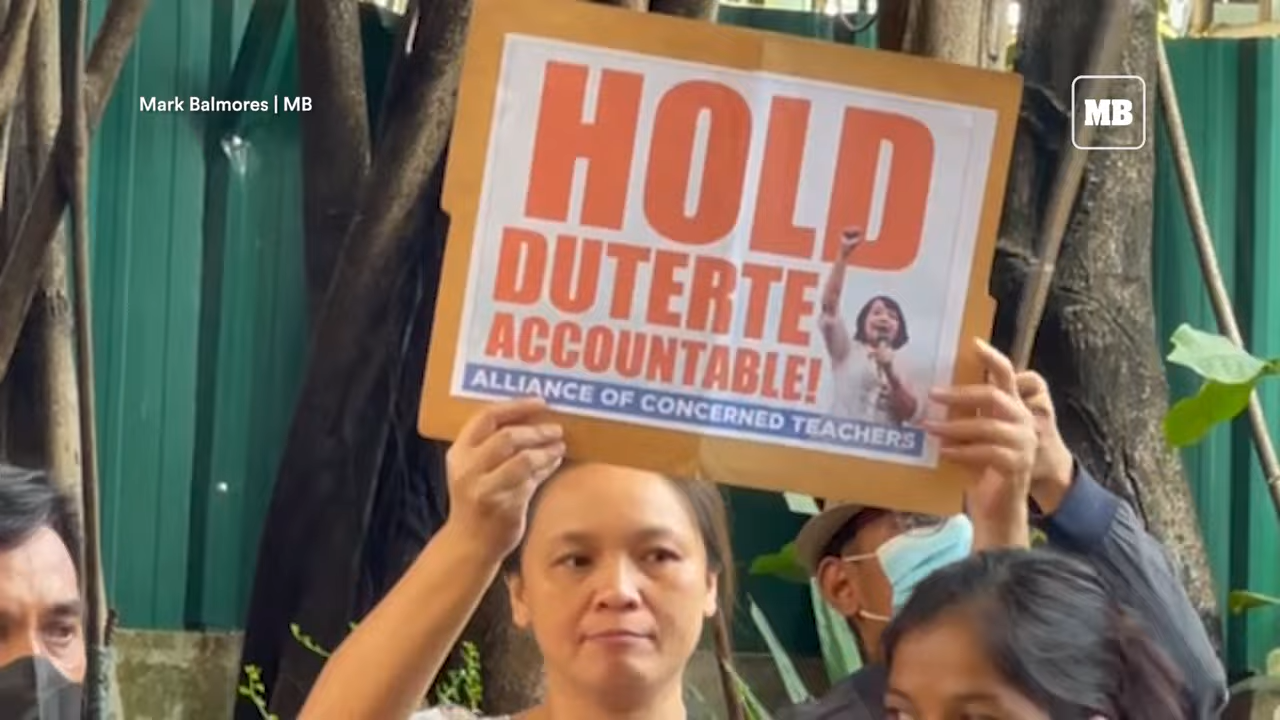 Mark Balmores | MB
MB
HOLD
DUTERTE
ACCOUNTABLE!
ALLIANCE OF CONCERNED TEACHERS